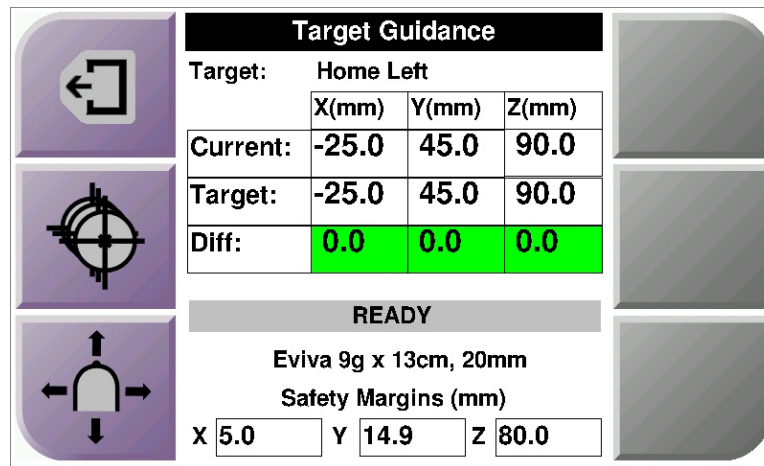 Target Guidance
Target: Home Left
X(mm) Y(mm) Z(mm)
Current: -25.0 45.0 90.0
Target: -25.0 45.0 90.0
Diff: 0.0 0.0 0.0
READY
Eviva 9g x 13cm, 20mm
Safety Margins (mm)
X 5.0 Y 14.9 Z 80.0